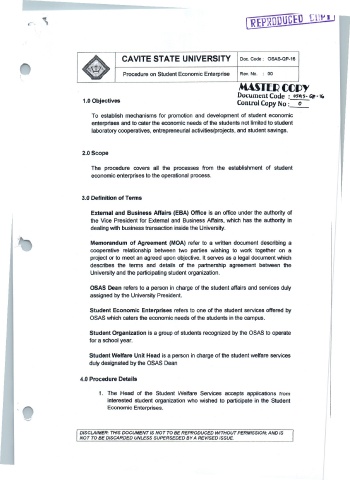 REPRODUCED COPY
CAVITE STATE UNIVERSITY
Doc. Code : OSAS-QP-16
Procedure on Student Economic Enterprise
Rev. No. : 00
MASTER COPY
Document Code : OSAS-QP-16
Control Copy No : 0
1.0 Objectives
To establish mechanisms for promotion and development of student economic
enterprises and to cater the economic needs of the students not limited to student
laboratory cooperatives, entrepreneurial activities/projects, and student savings.
2.0 Scope
The procedure covers all the processes from the establishment of student
economic enterprises to the operational process.
3.0 Definition of Terms
External and Business Affairs (EBA) Office is an office under the authority of
the Vice President for External and Business Affairs, which has the authority in
dealing with business transaction inside the University.
Memorandum of Agreement (MOA) refer to a written document describing a
cooperative relationship between two parties wishing to work together on a
project or to meet an agreed upon objective. It serves as a legal document which
describes the terms and details of the partnership agreement between the
University and the participating student organization.
OSAS Dean refers to a person in charge of the student affairs and services duly
assigned by the University President.
Student Economic Enterprises refers to one of the student services offered by
OSAS which caters the economic needs of the students in the campus.
Student Organization is a group of students recognized by the OSAS to operate
for a school year.
Student Welfare Unit Head is a person in charge of the student welfare services
duly designated by the OSAS Dean
4.0 Procedure Details
1. The Head of the Student Welfare Services accepts applications from
interested student organization who wished to participate in the Student
Economic Enterprises.
DISCLAIMER: THIS DOCUMENT IS NOT TO BE REPRODUCED WITHOUT PERMISSION; AND IS
NOT TO BE DISCARDED UNLESS SUPERSEDED BY A REVISED ISSUE.